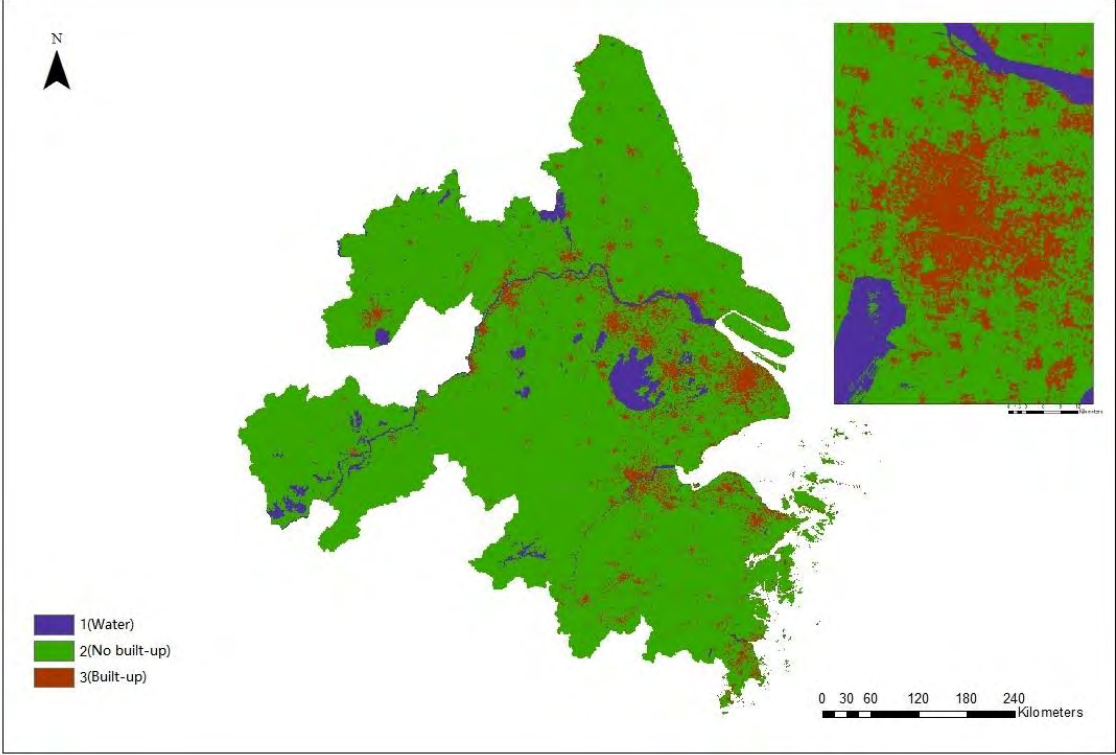 N
1(Water)
2(No built-up)
3(Built-up)
0 30 60 120 180 240
Kilometers